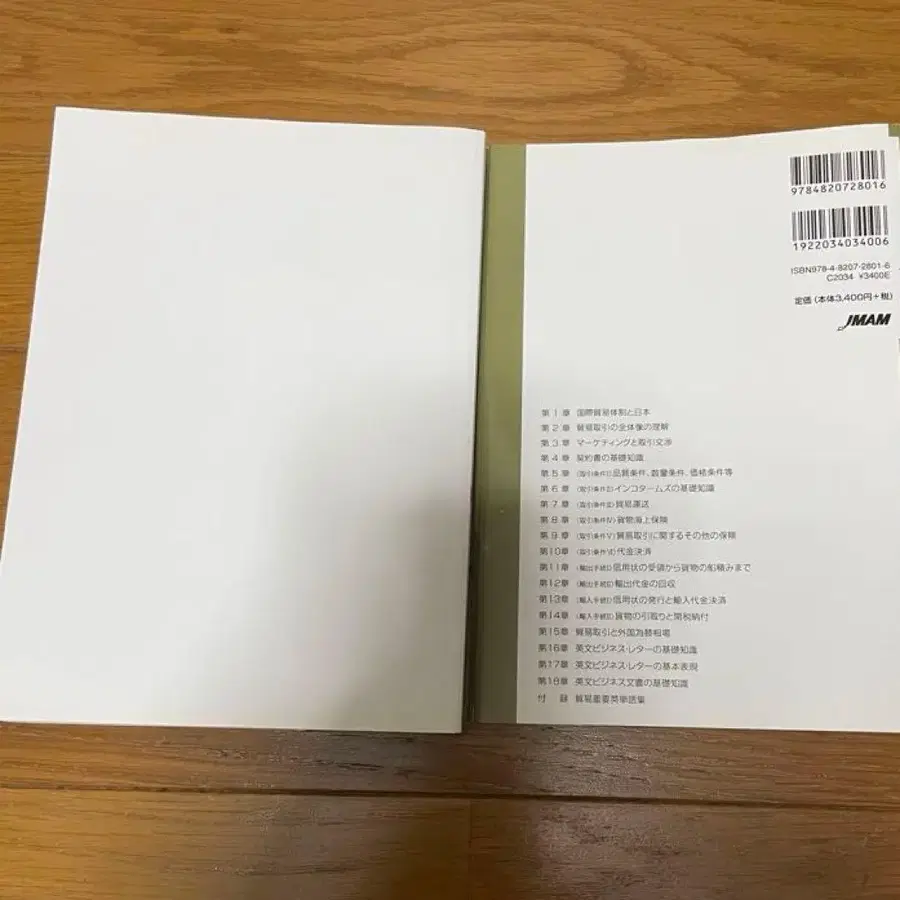 9784820728016
1922034034006
ISBN978-4-8207-2801-6
C2034 ¥3400E
定価（本体3,400円+税）
JMAM
第1章 国際貿易体制と日本
第2章 貿易取引の全体像の理解
第3章 マーケティングと取引交渉
第4章 契約書の基礎知識
第5章 〈取引条件I〉品質条件、数量条件、価格条件等
第6章 〈取引条件II〉インコタームズの基礎知識
第7章 〈取引条件III〉貿易運送
第8章 〈取引条件IV〉貨物海上保険
第9章 〈取引条件V〉貿易取引に関するその他の保険
第10章 〈取引条件VI〉代金決済
第11章 〈輸出手続I〉信用状の受領から貨物の船積みまで
第12章 〈輸出手続II〉輸出代金の回収
第13章 〈輸入手続I〉信用状の発行と輸入代金決済
第14章 〈輸入手続II〉貨物の引取りと関税納付
第15章 貿易取引と外国為替相場
第16章 英文ビジネス・レターの基礎知識
第17章 英文ビジネス・レターの基本表現
第18章 英文ビジネス文書の基礎知識
付 録 貿易重要英単語集